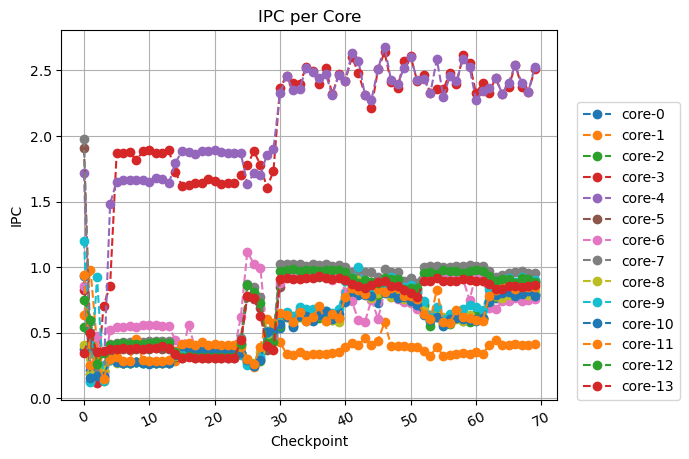 IPC per Core
IPC
2.5
2.0
1.5
1.0
0.5
0.0
0
10
20
30
40
50
60
70
Checkpoint
core-0
core-1
core-2
core-3
core-4
core-5
core-6
core-7
core-8
core-9
core-10
core-11
core-12
core-13